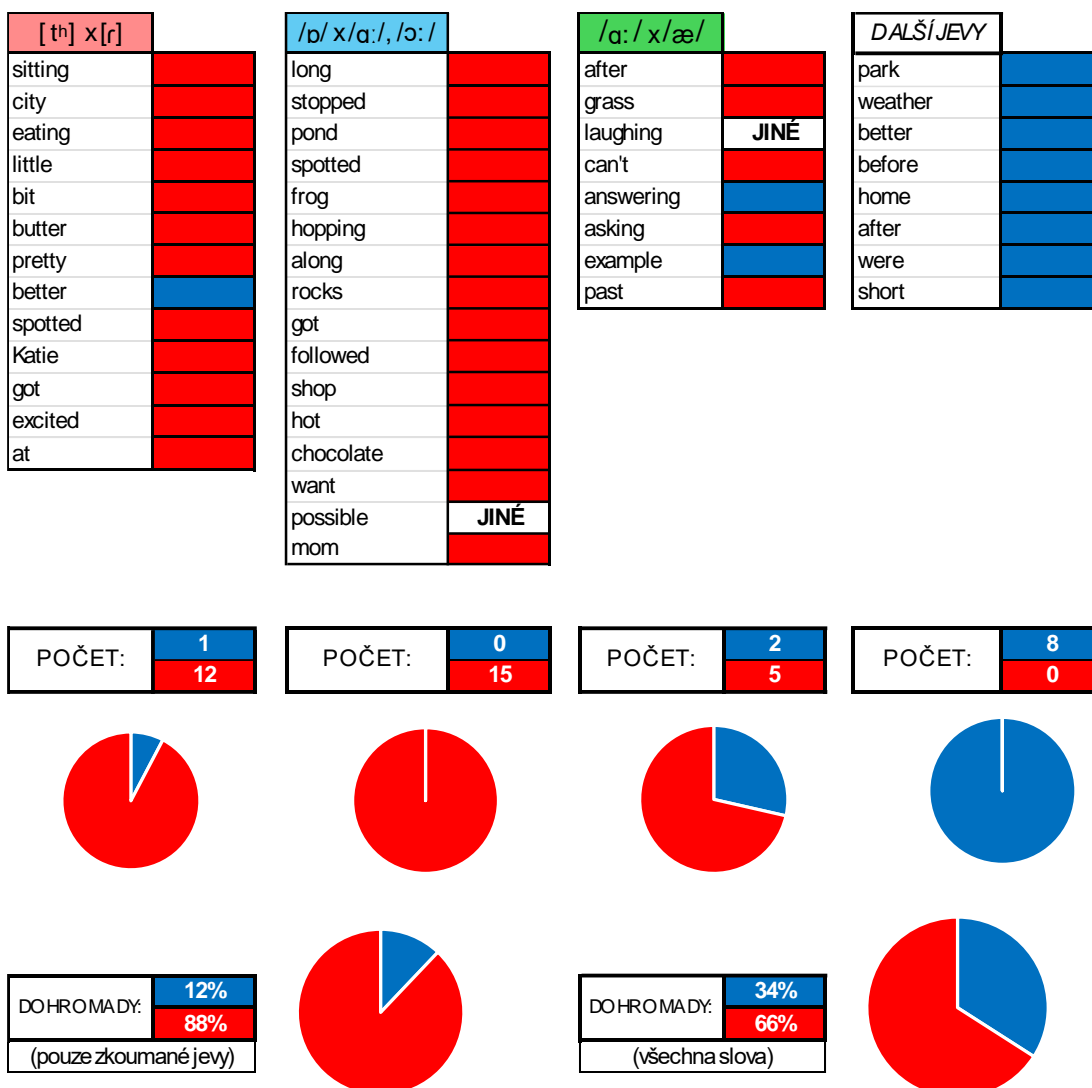 [tʰ] x [ɾ]
sitting
city
eating
little
bit
butter
pretty
better
spotted
Katie
got
excited
at
/ɒ/ x /ɑː/, /ɔː/
long
stopped
pond
spotted
frog
hopping
along
rocks
got
followed
shop
hot
chocolate
want
possible JINÉ
mom
/ɑː/ x /æ/
after
grass
laughing JINÉ
can't
answering
asking
example
past
DALŠÍ JEVY
park
weather
better
before
home
after
were
short
POČET: 1
12
POČET: 0
15
POČET: 2
5
POČET: 8
0
DOHROMADY: 12%
88%
(pouze zkoumané jevy)
DOHROMADY: 34%
66%
(všechna slova)